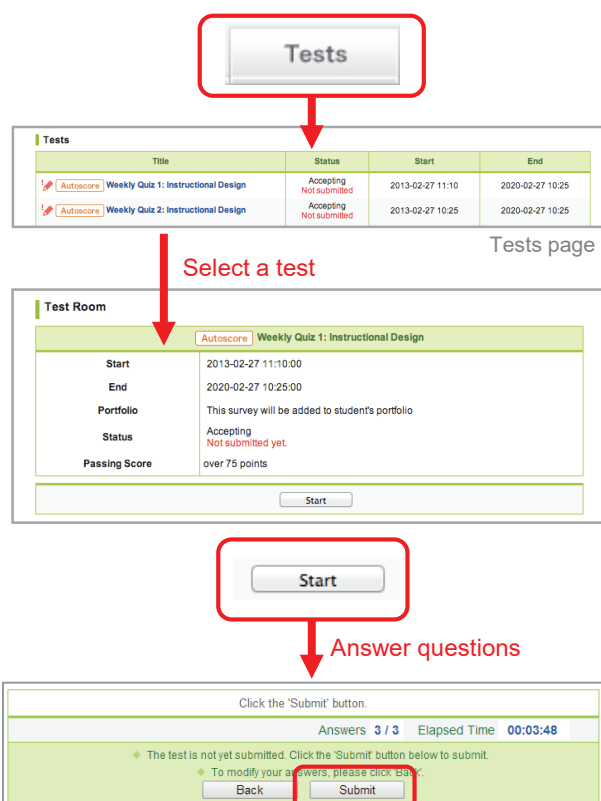 Tests
Tests
Title Status Start End
Autoscore Weekly Quiz 1: Instructional Design Accepting Not submitted 2013-02-27 11:10 2020-02-27 10:25
Autoscore Weekly Quiz 2: Instructional Design Accepting Not submitted 2013-02-27 10:25 2020-02-27 10:25
Tests page
Select a test
Test Room
Autoscore Weekly Quiz 1: Instructional Design
Start 2013-02-27 11:10:00
End 2020-02-27 10:25:00
Portfolio This survey will be added to student's portfolio
Status Accepting
Not submitted yet.
Passing Score over 75 points
Start
Start
Answer questions
Click the 'Submit' button.
Answers 3 / 3 Elapsed Time 00:03:48
The test is not yet submitted. Click the 'Submit' button below to submit.
To modify your answers, please click 'Back'.
Back Submit